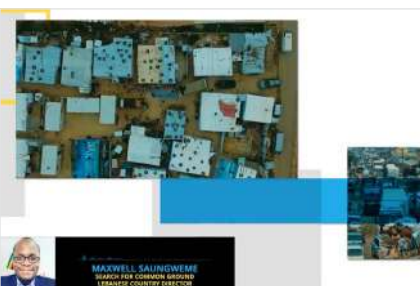 MAXWELL SAUNGWEME
SEARCH FOR COMMON GROUND
LEBANESE COUNTRY DIRECTOR